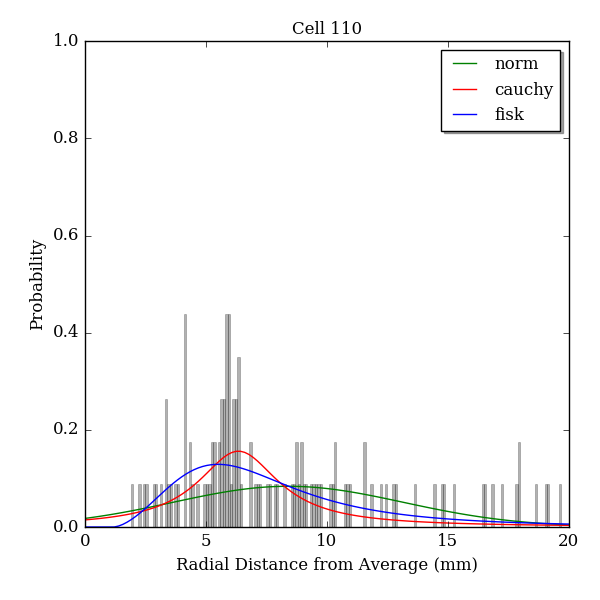 Cell 110
1.0
0.8
0.6
0.4
0.2
0.0
Probability
norm
cauchy
fisk
0 5 10 15 20
Radial Distance from Average (mm)